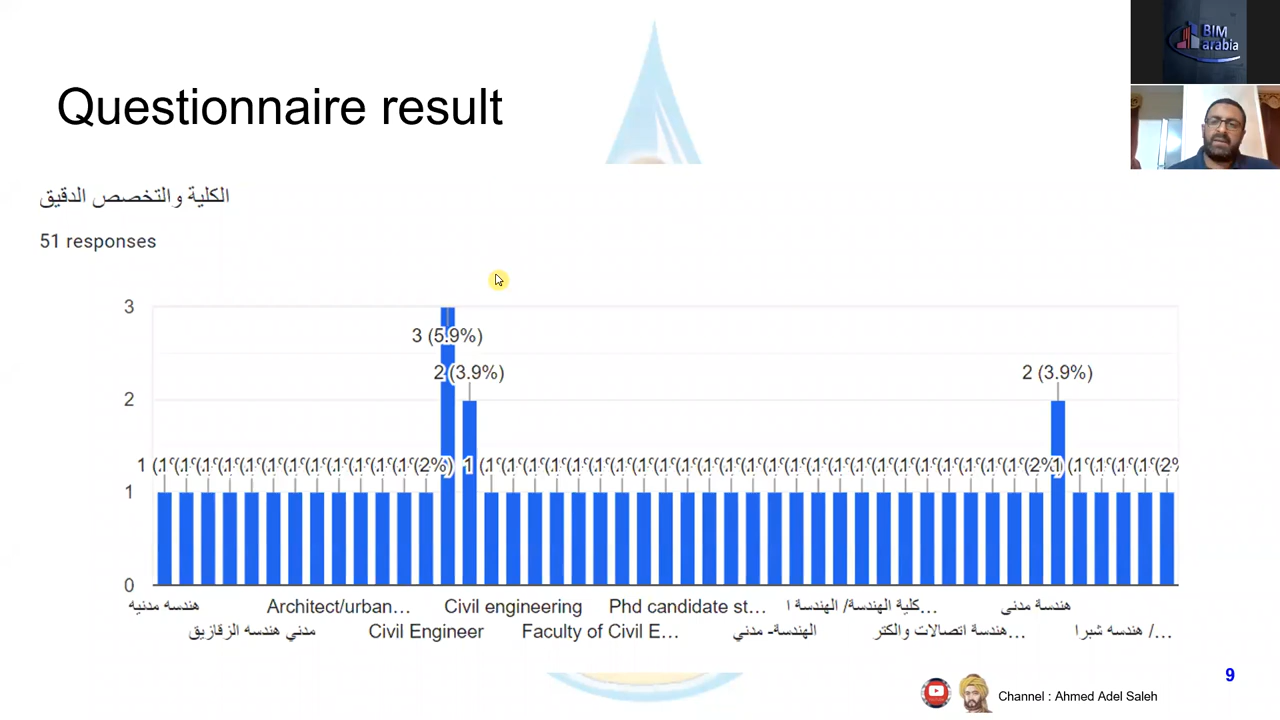 BIM
arabia
Questionnaire result
الكلية والتخصص الدقيق
51 responses
3
3 (5.9%)
2 (3.9%)
2 (3.9%)
2
1
1
0
هندسه مدنيه
Architect/urban…
Civil engineering
Phd candidate st…
كلية الهندسة/ الهندسة ا…
هندسة مدنى
مدني هندسه الزقازيق
Civil Engineer
Faculty of Civil E…
الهندسة- مدني
هندسة اتصالات والكتر…
/ هندسه شبرا…
9
Channel : Ahmed Adel Saleh